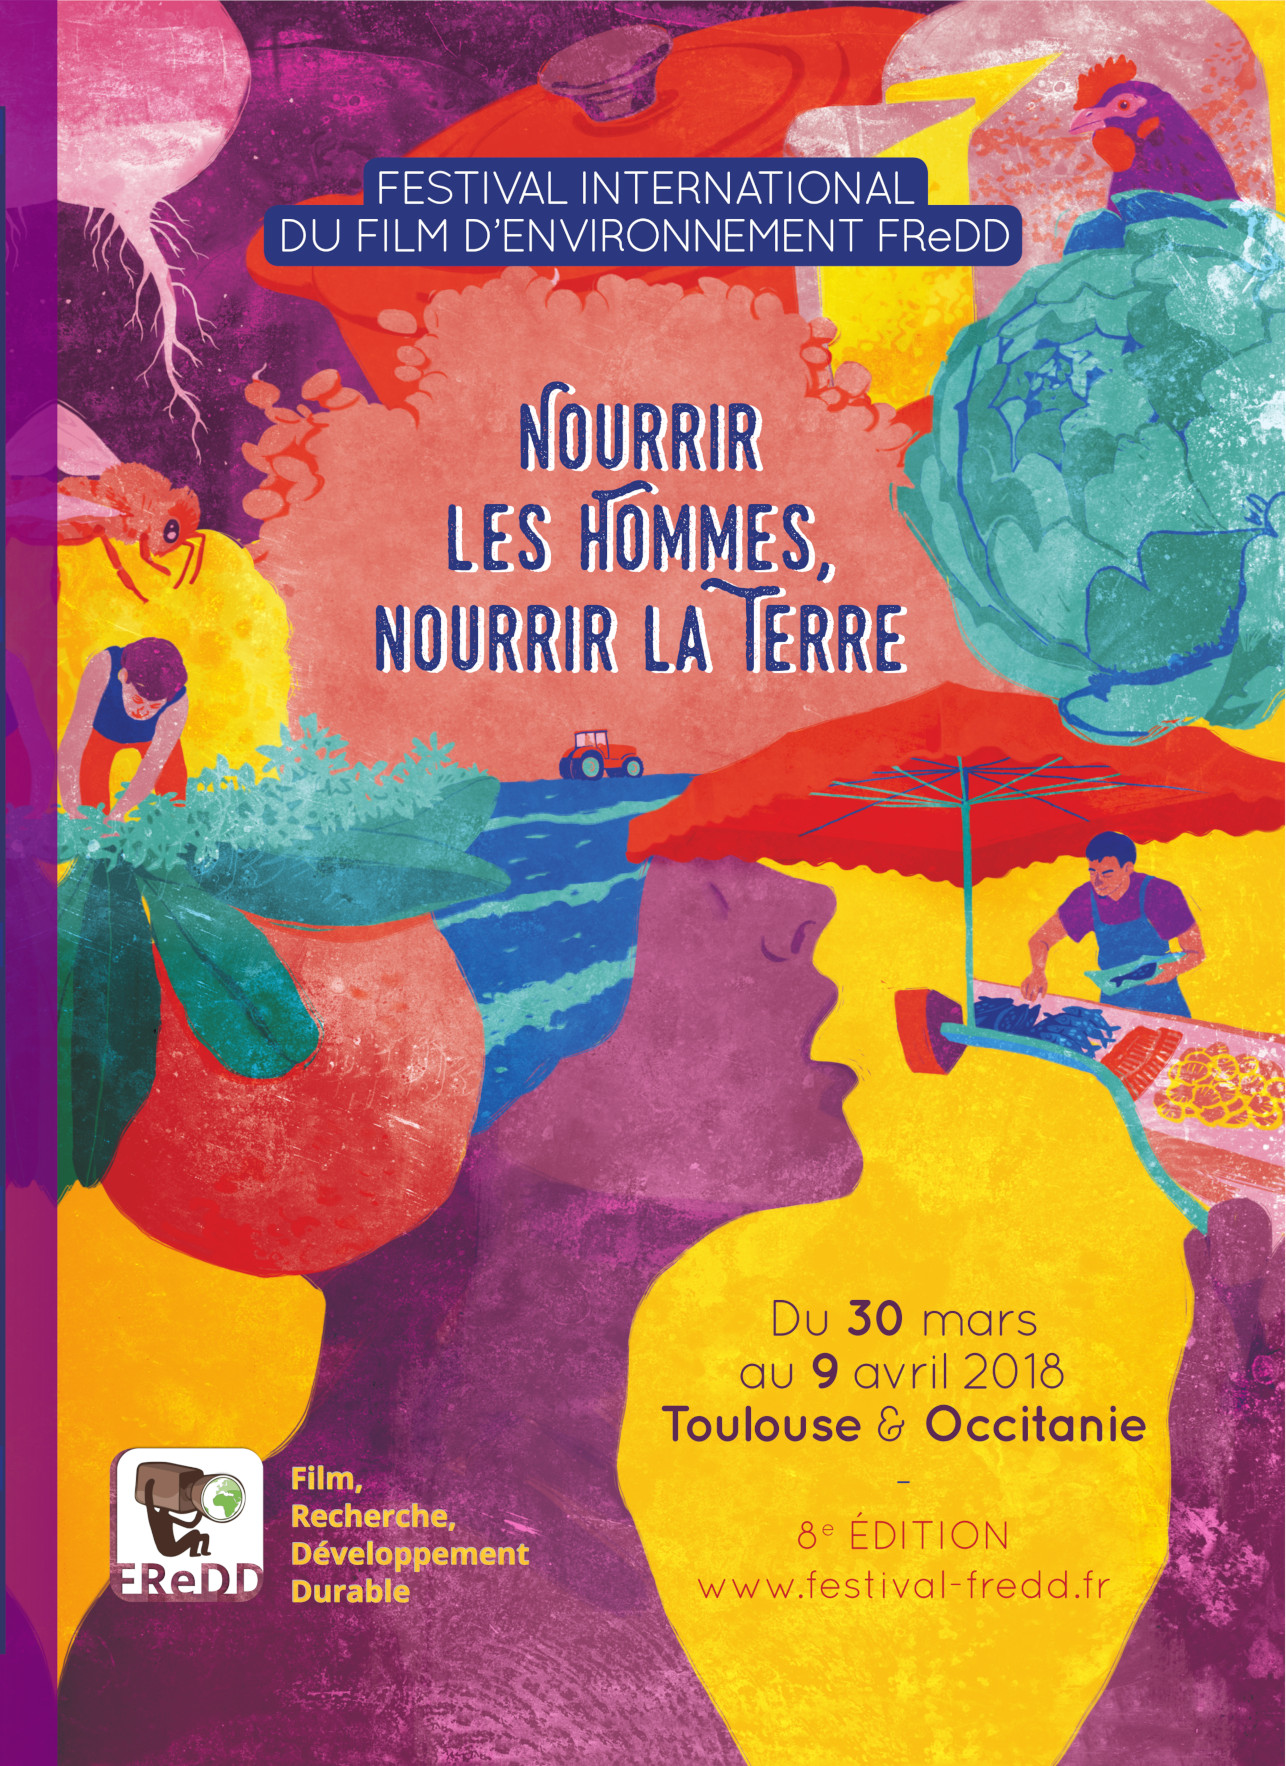 FESTIVAL INTERNATIONAL
DU FILM D'ENVIRONNEMENT FReDD
NOURRIR
LES HOMMES,
NOURRIR LA TERRE
Du 30 mars
au 9 avril 2018
Toulouse & Occitanie
-
8e ÉDITION
www.festival-fredd.fr
FReDD
Film,
Recherche,
Développement
Durable